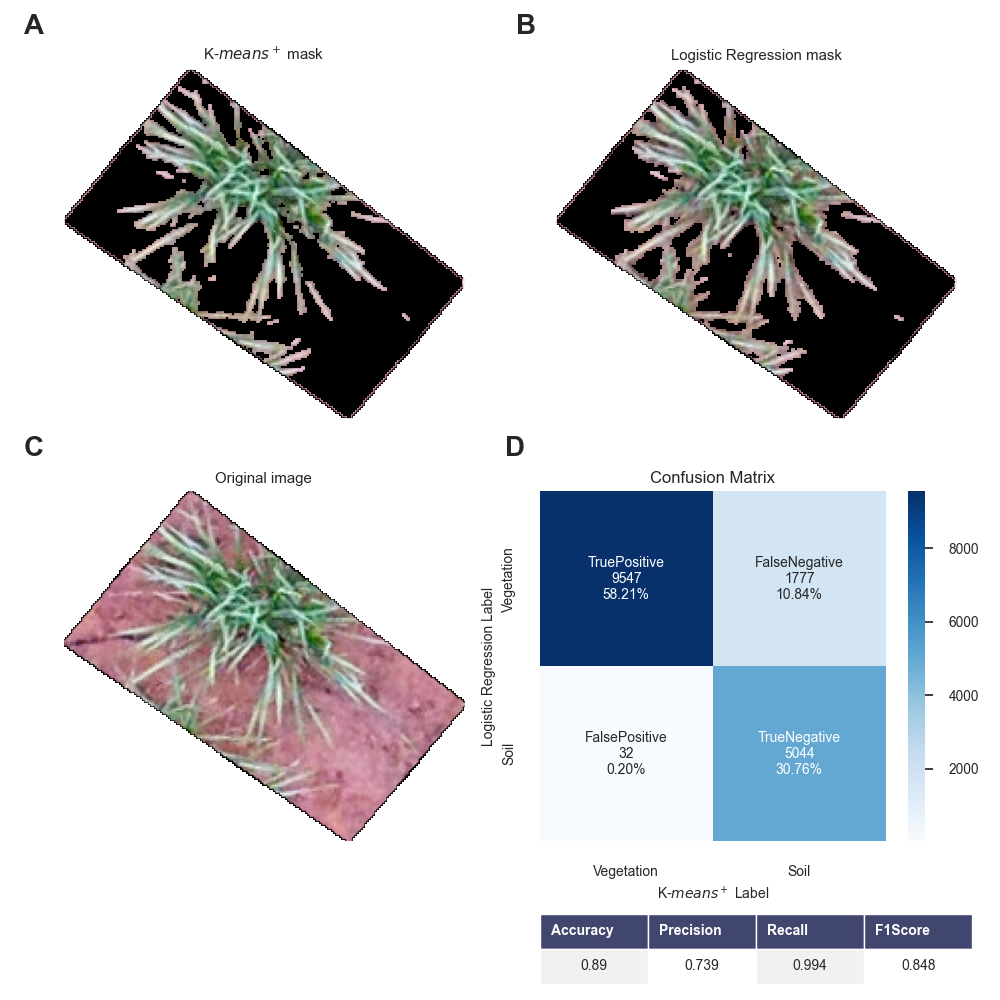 A
B
K-means+ mask
Logistic Regression mask
C
D
Original image
Confusion Matrix
Logistic Regression Label
Vegetation
Soil
TruePositive
9547
58.21%
FalseNegative
1777
10.84%
FalsePositive
32
0.20%
TrueNegative
5044
30.76%
8000
6000
4000
2000
Vegetation
Soil
K-means+ Label
Accuracy Precision Recall F1Score
0.89 0.739 0.994 0.848